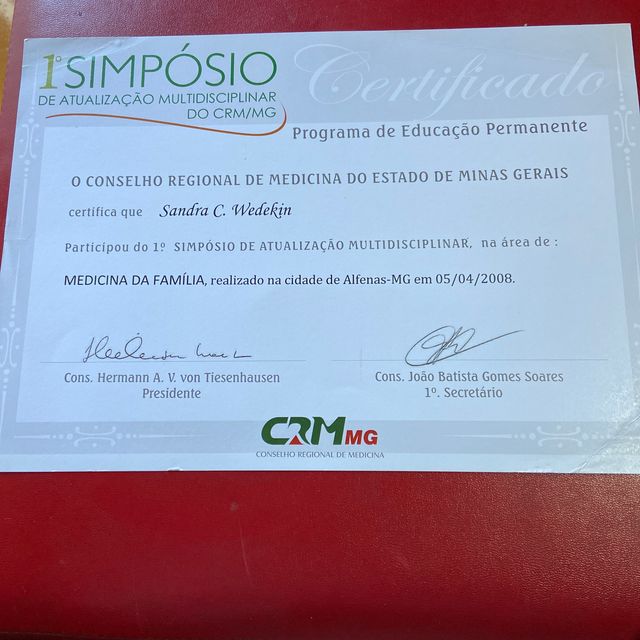 1º SIMPÓSIO
DE ATUALIZAÇÃO MULTIDISCIPLINAR
DO CRM/MG
Certificado
Programa de Educação Permanente
O CONSELHO REGIONAL DE MEDICINA DO ESTADO DE MINAS GERAIS
certifica que Sandra C. Wedekin
Participou do 1º SIMPÓSIO DE ATUALIZAÇÃO MULTIDISCIPLINAR, na área de :
MEDICINA DA FAMÍLIA, realizado na cidade de Alfenas-MG em 05/04/2008.
Cons. Hermann A. V. von Tiesenhausen
Presidente
Cons. João Batista Gomes Soares
1º. Secretário
CRMMG
CONSELHO REGIONAL DE MEDICINA